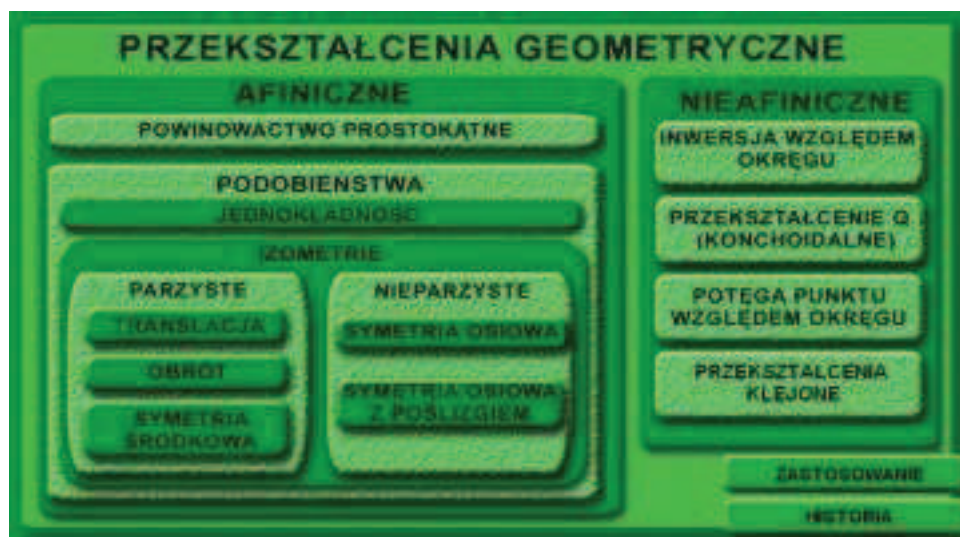 PRZEKSZTAŁCENIA GEOMETRYCZNE
AFINICZNE
POWINOWACTWO PROSTOKĄTNE
PODOBIENSTWA
JEDNOKŁADNOŚĆ
IZOMETRIE
PARZYSTE
TRANSLACJA
OBRÓT
SYMETRIA
ŚRODKOWA
NIEPARZYSTE
SYMETRIA OSIOWA
SYMETRIA OSIOWA
Z POŚLIZGIEM
NIEAFINICZNE
INWERSJA WZGLĘDEM
OKRĘGU
PRZEKSZTAŁCENIE Q
(KONCHOIDALNE)
POTĘGA PUNKTU
WZGLĘDEM OKRĘGU
PRZEKSZTAŁCENIA
KLEJONE
ZASTOSOWANIE
HISTORIA